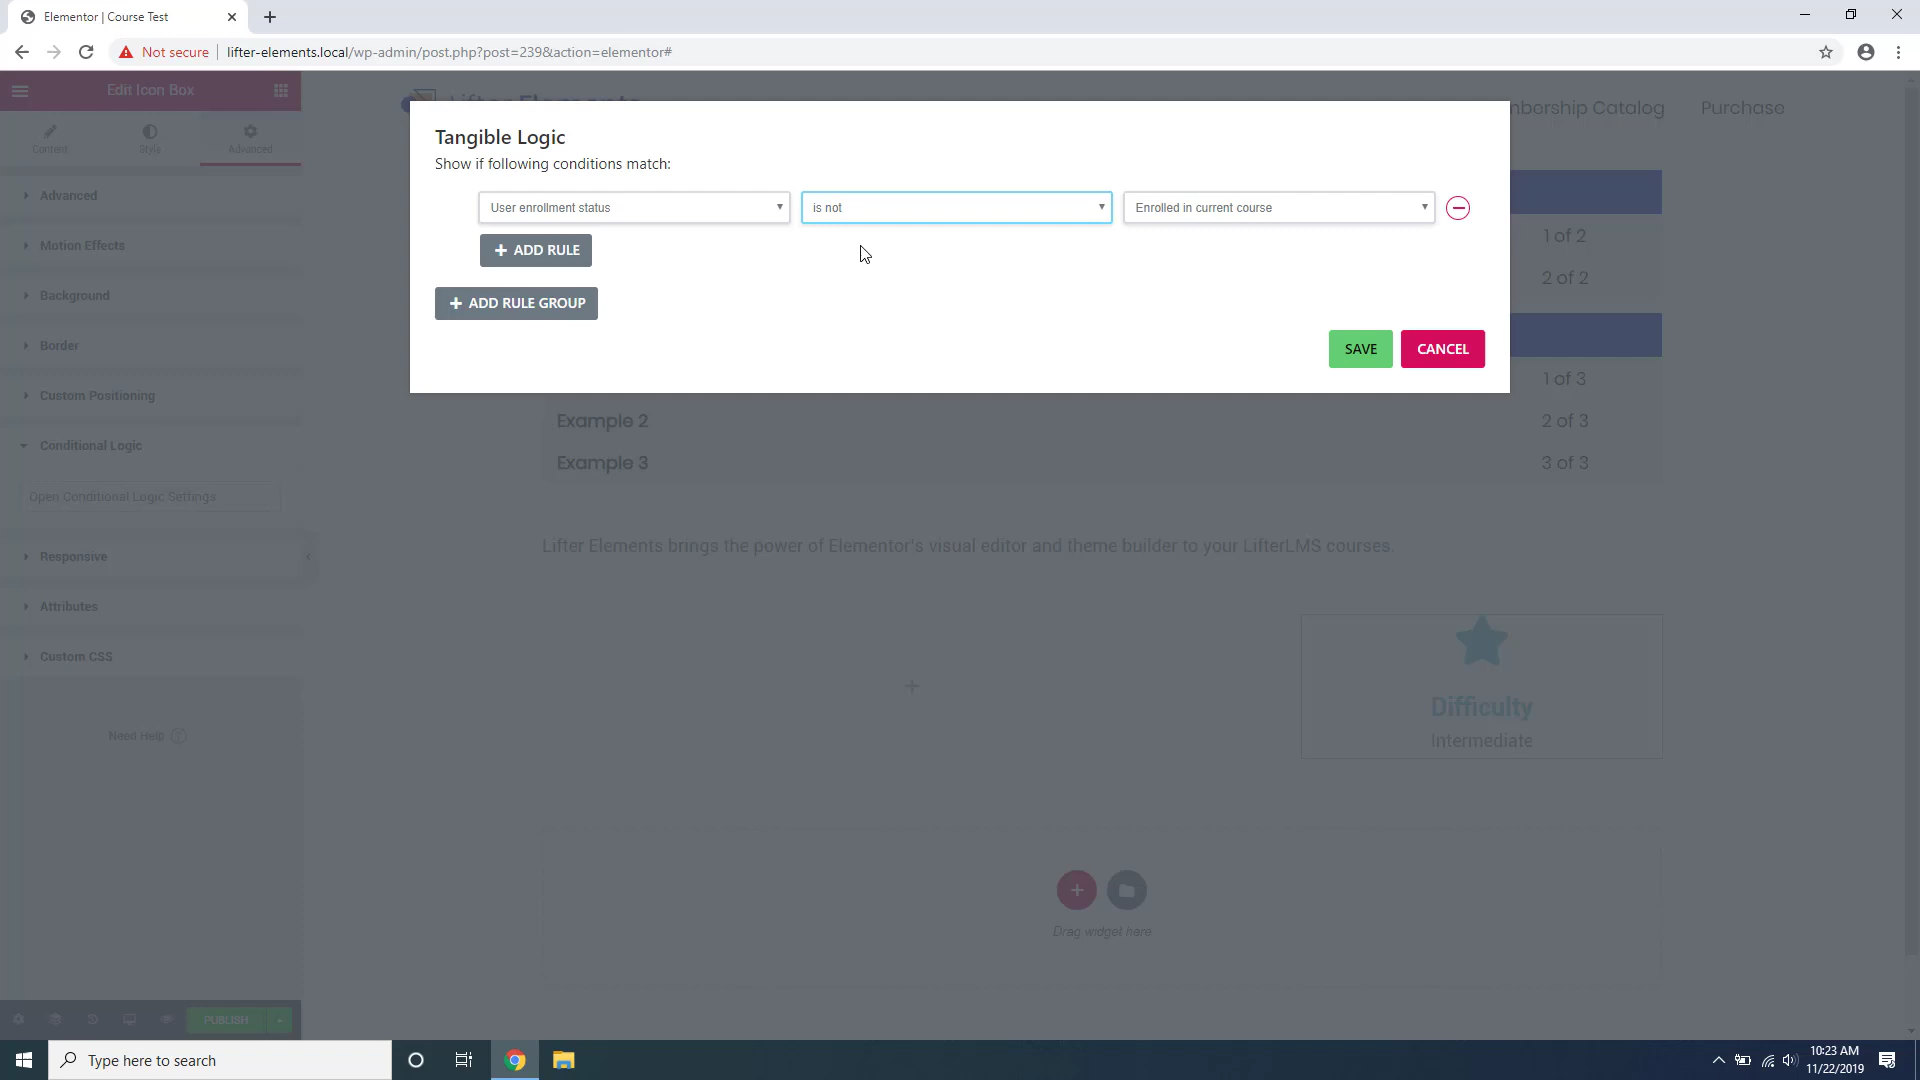 Elementor | Course Test
Not secure
lifter-elements.local/wp-admin/post.php?post=239&action=elementor#
Edit Icon Box
Content
Style
Advanced
Advanced
Motion Effects
Background
Border
Custom Positioning
Conditional Logic
Open Conditional Logic Settings
Responsive
Attributes
Custom CSS
Need Help ?
PUBLISH
Catalog
Purchase
Tangible Logic
Show if following conditions match:
User enrollment status
is not
Enrolled in current course
ADD RULE
ADD RULE GROUP
SAVE
CANCEL
1 of 2
2 of 2
1 of 3
Example 2
2 of 3
Example 3
3 of 3
Lifter Elements brings the power of Elementor's visual editor and theme builder to your LifterLMS courses.
Difficulty
Intermediate
Drag widget here
Type here to search
10:23 AM
11/22/2019